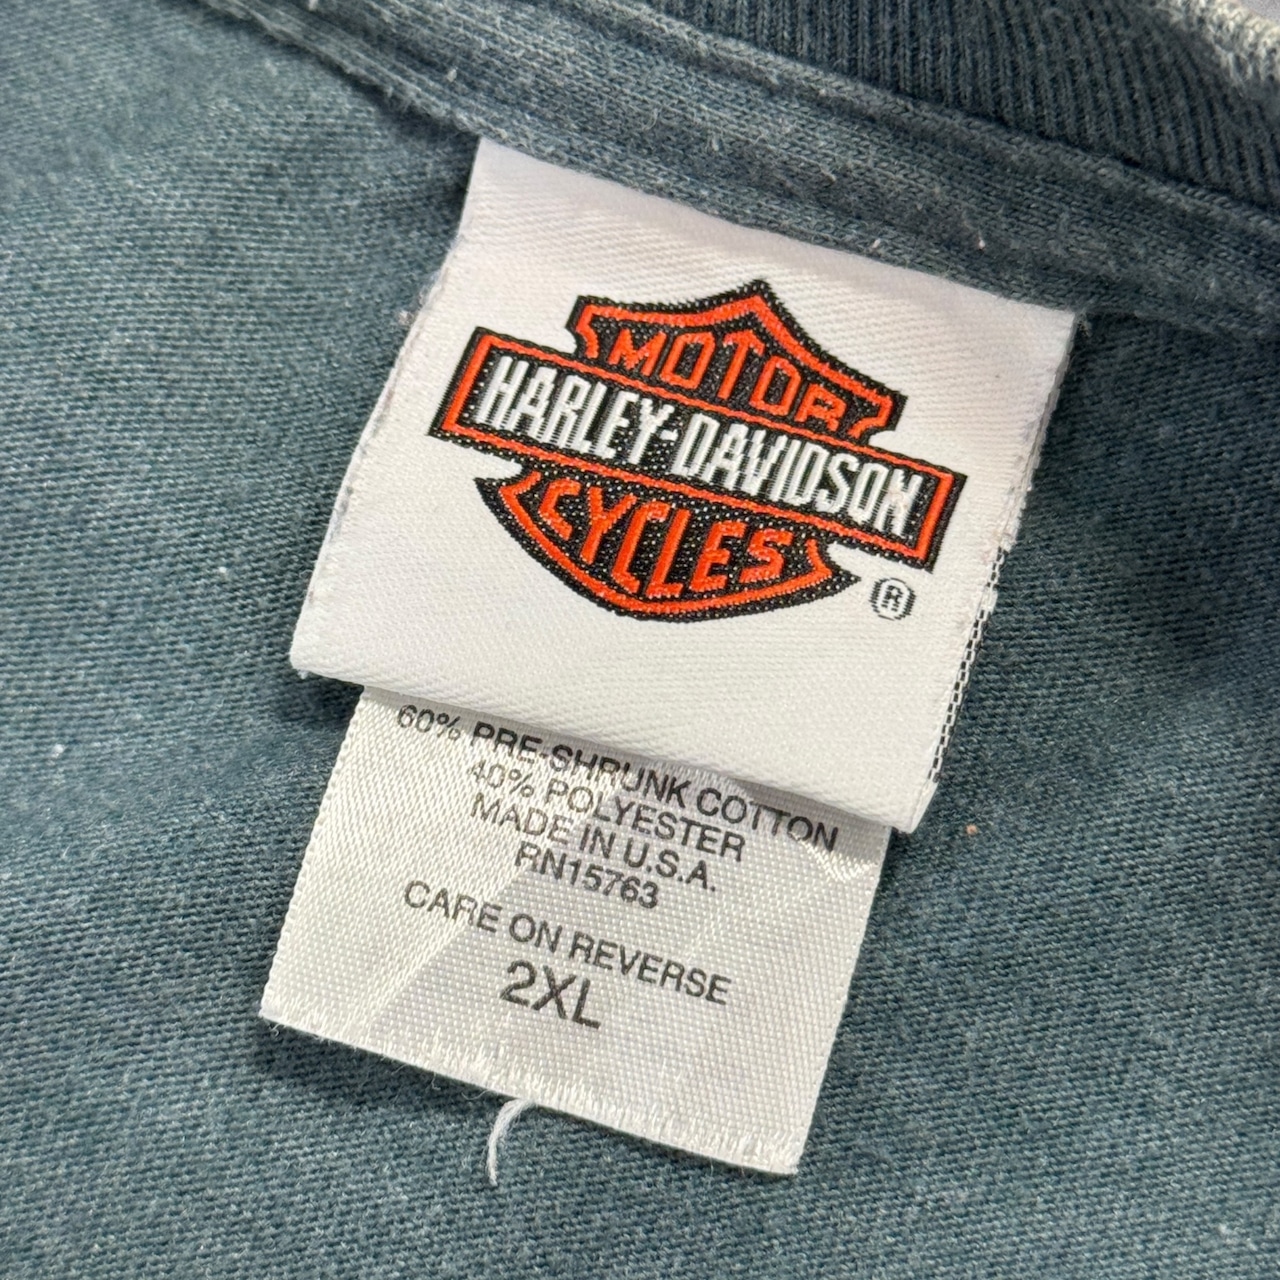 MOTOR
HARLEY-DAVIDSON
CYCLES
®
60% PRE-SHRUNK COTTON
40% POLYESTER
MADE IN U.S.A.
RN15763
CARE ON REVERSE
2XL